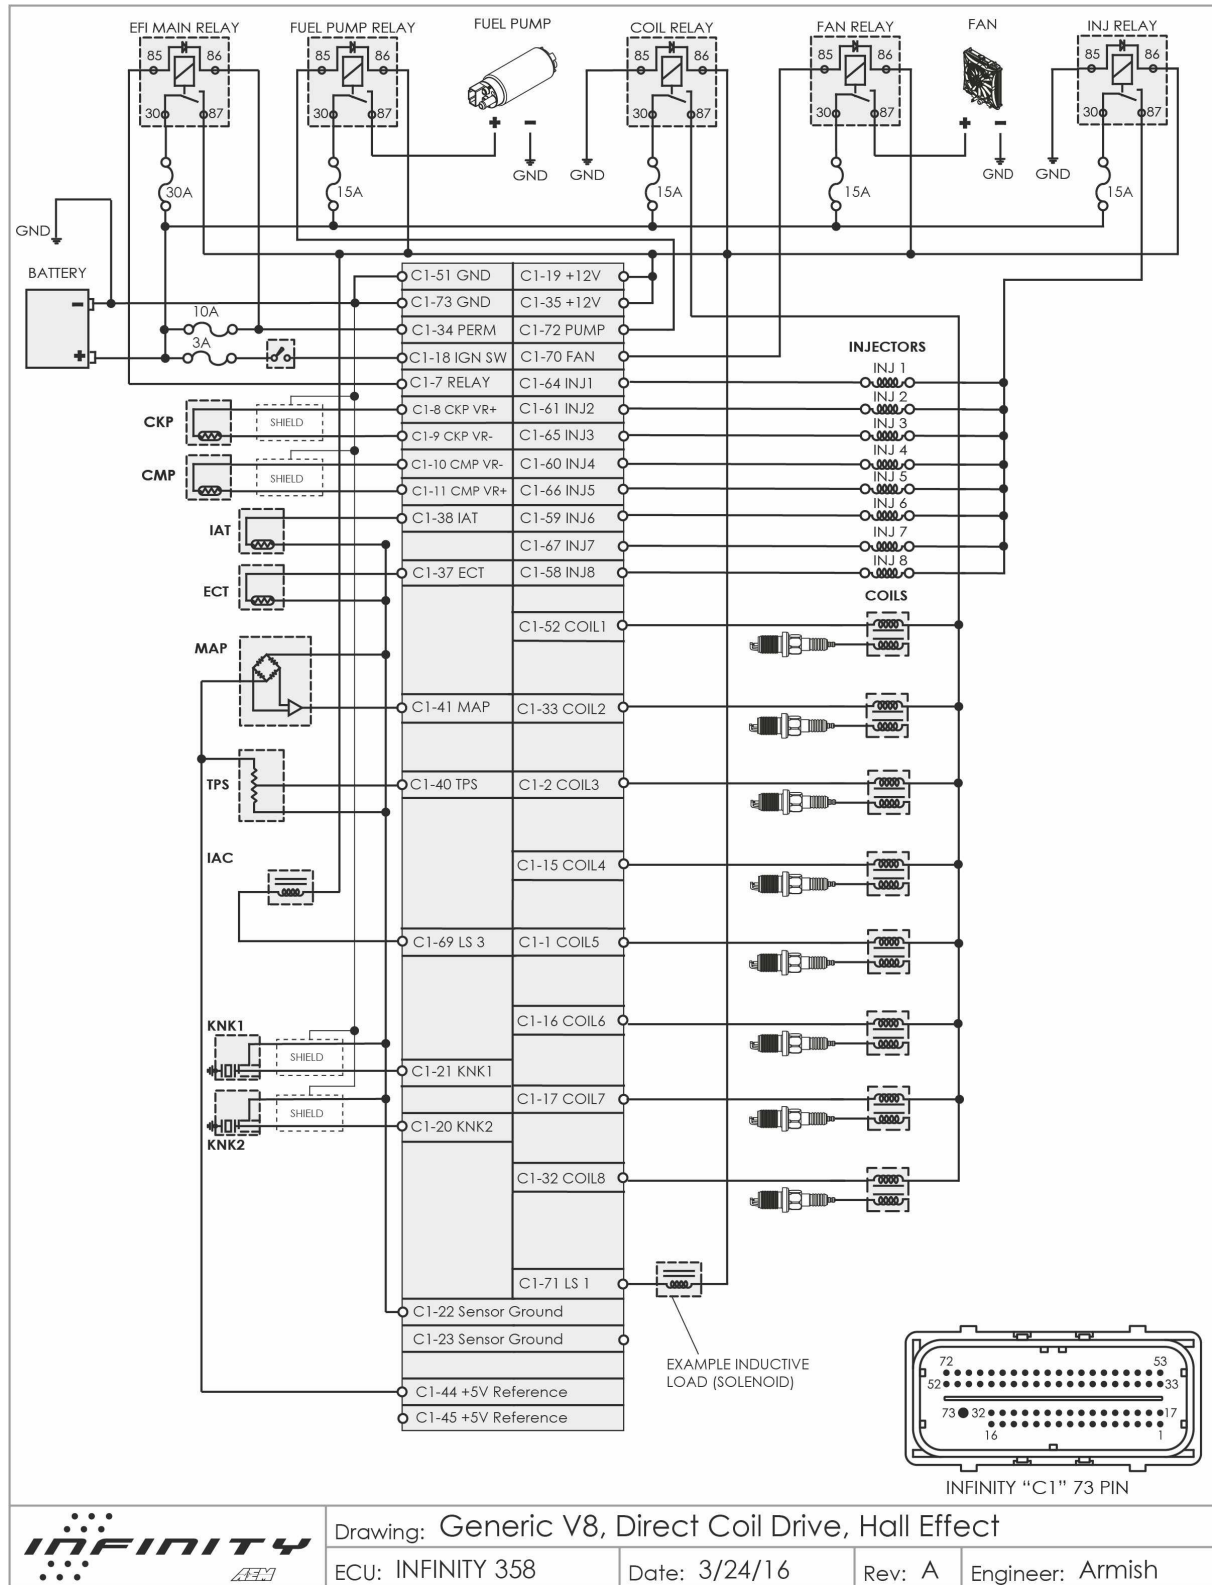 EFI MAIN RELAY
FUEL PUMP RELAY
FUEL PUMP
COIL RELAY
FAN RELAY
FAN
INJ RELAY
85 86
85 86
85 86
85 86
85 86
30 87
30 87
30 87
30 87
30 87
+ -
+ -
GND
GND
GND
GND
30A
15A
15A
15A
15A
GND
BATTERY
-
+
10A
3A
C1-51 GND
C1-19 +12V
C1-73 GND
C1-35 +12V
C1-34 PERM
C1-72 PUMP
C1-18 IGN SW
C1-70 FAN
C1-7 RELAY
C1-64 INJ1
C1-8 CKP VR+
C1-61 INJ2
C1-9 CKP VR-
C1-65 INJ3
C1-10 CMP VR-
C1-60 INJ4
C1-11 CMP VR+
C1-66 INJ5
C1-38 IAT
C1-59 INJ6
C1-67 INJ7
C1-37 ECT
C1-58 INJ8
C1-52 COIL1
C1-41 MAP
C1-33 COIL2
C1-40 TPS
C1-2 COIL3
C1-15 COIL4
C1-69 LS 3
C1-1 COIL5
C1-16 COIL6
C1-21 KNK1
C1-17 COIL7
C1-20 KNK2
C1-32 COIL8
C1-71 LS 1
C1-22 Sensor Ground
C1-23 Sensor Ground
C1-44 +5V Reference
C1-45 +5V Reference
CKP
SHIELD
CMP
SHIELD
IAT
ECT
MAP
TPS
IAC
KNK1
SHIELD
SHIELD
KNK2
INJECTORS
INJ 1
INJ 2
INJ 3
INJ 4
INJ 5
INJ 6
INJ 7
INJ 8
COILS
EXAMPLE INDUCTIVE
LOAD (SOLENOID)
72 53
52 33
73 32 17
16 1
INFINITY “C1” 73 PIN
INFINITY
AEM
Drawing: Generic V8, Direct Coil Drive, Hall Effect
ECU: INFINITY 358
Date: 3/24/16
Rev: A
Engineer: Armish